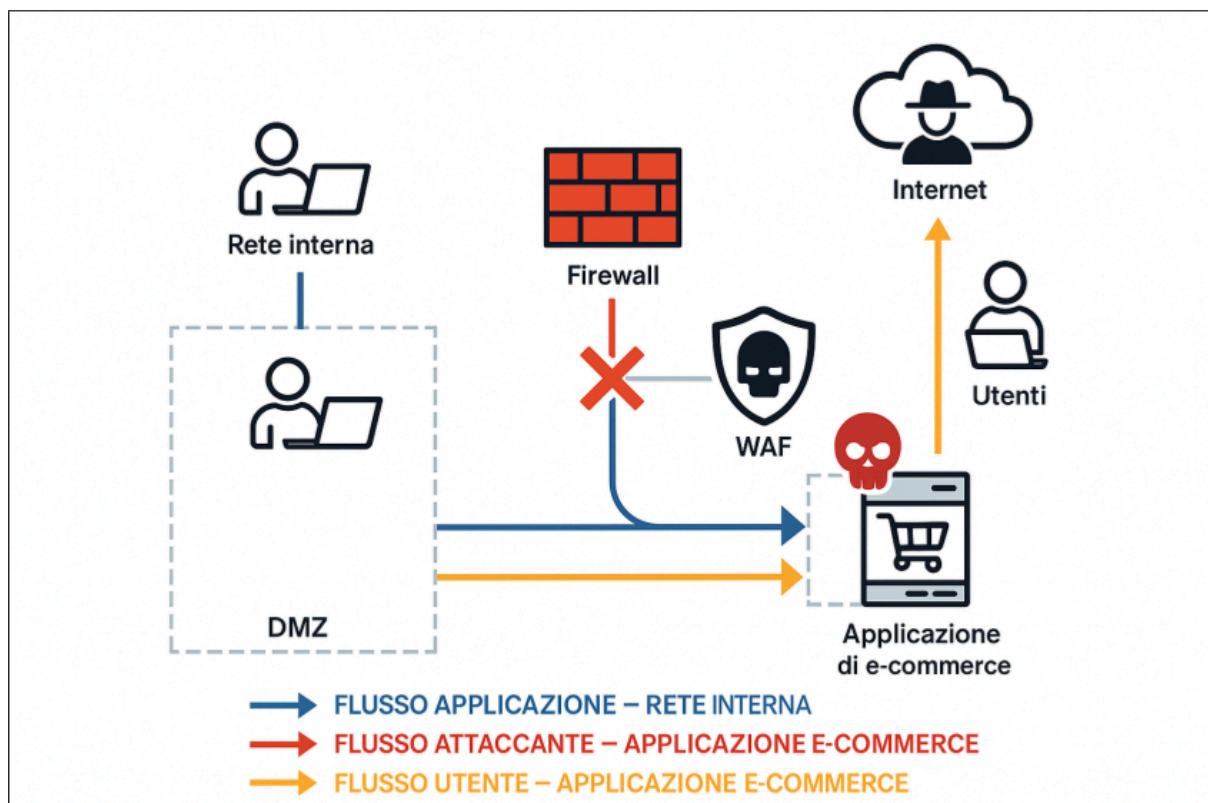 Internet
Rete interna
Firewall
Utenti
WAF
DMZ
Applicazione
di e-commerce
FLUSSO APPLICAZIONE – RETE INTERNA
FLUSSO ATTACCANTE – APPLICAZIONE E-COMMERCE
FLUSSO UTENTE – APPLICAZIONE E-COMMERCE